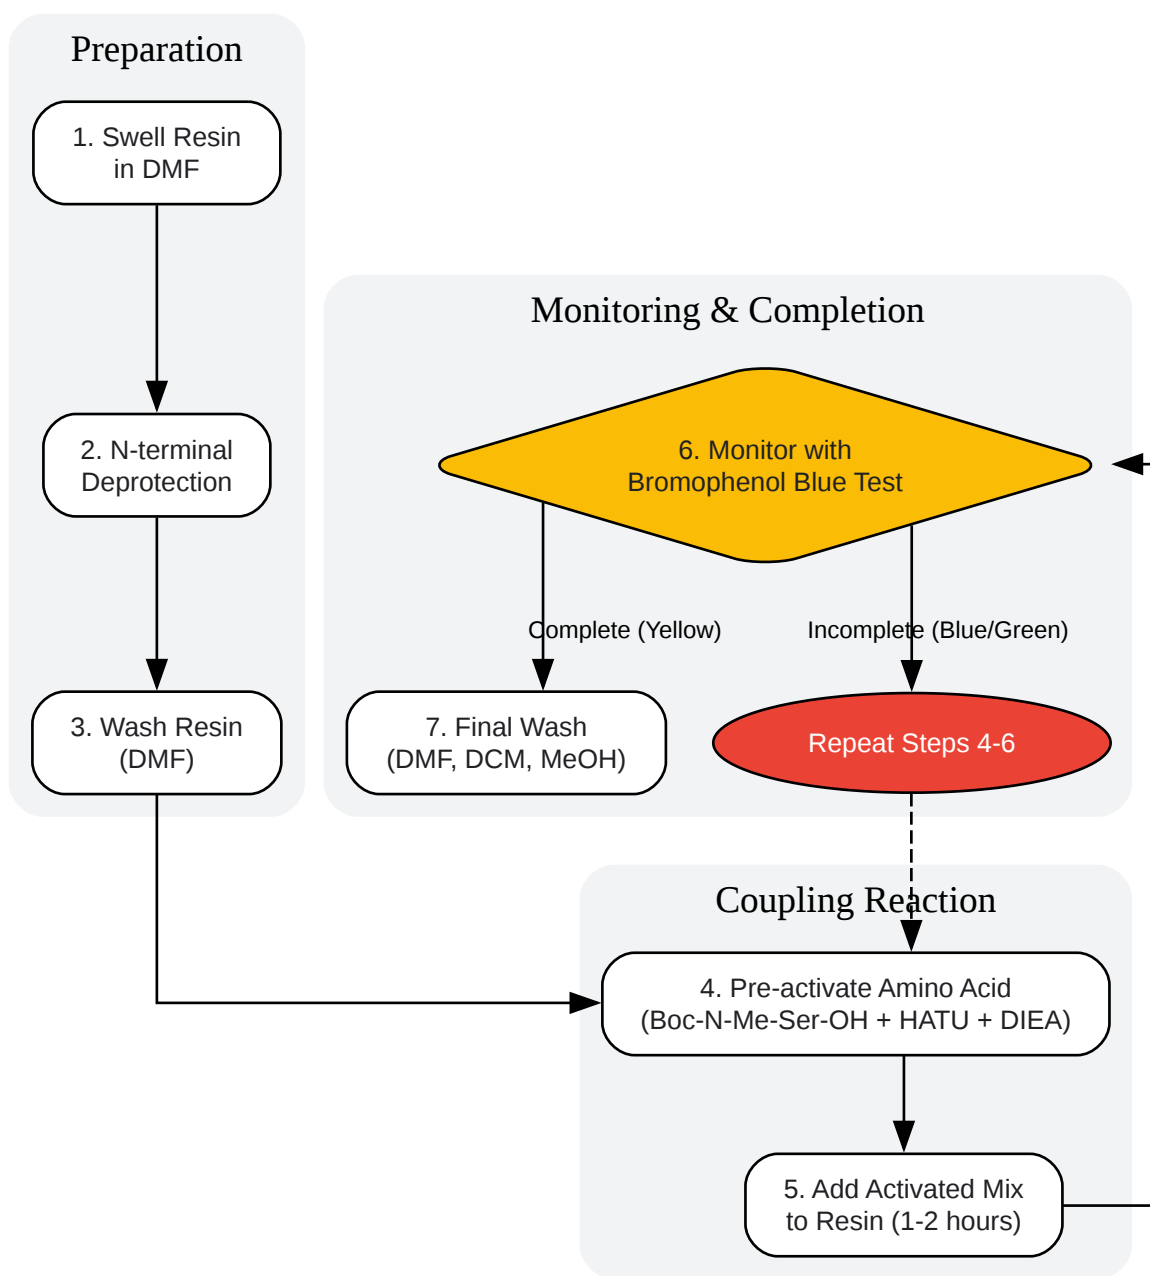 Preparation
1. Swell Resin
in DMF
2. N-terminal
Deprotection
3. Wash Resin
(DMF)
Monitoring & Completion
6. Monitor with
Bromophenol Blue Test
Complete (Yellow)
Incomplete (Blue/Green)
7. Final Wash
(DMF, DCM, MeOH)
Repeat Steps 4-6
Coupling Reaction
4. Pre-activate Amino Acid
(Boc-N-Me-Ser-OH + HATU + DIEA)
5. Add Activated Mix
to Resin (1-2 hours)